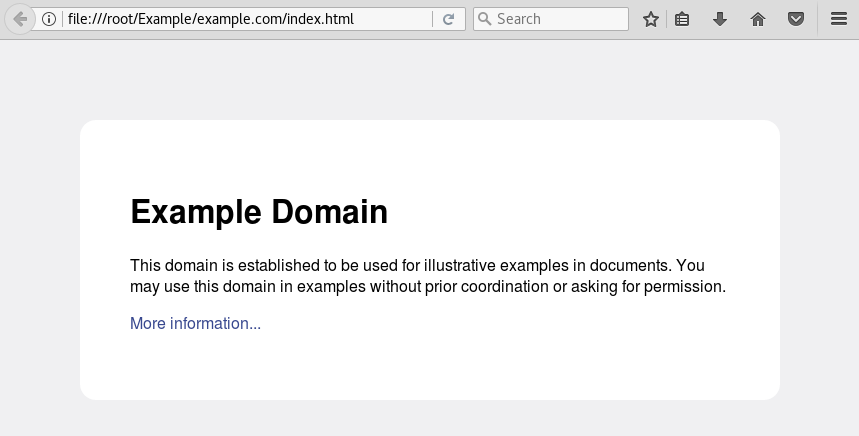 file:///root/Example/example.com/index.html
Search
Example Domain
This domain is established to be used for illustrative examples in documents. You
may use this domain in examples without prior coordination or asking for permission.
More information...